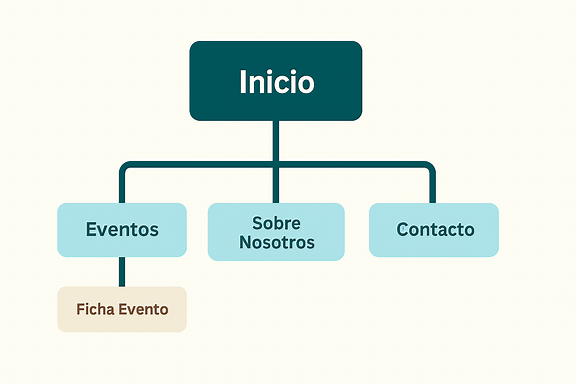 Inicio
Eventos
Sobre
Nosotros
Contacto
Ficha Evento